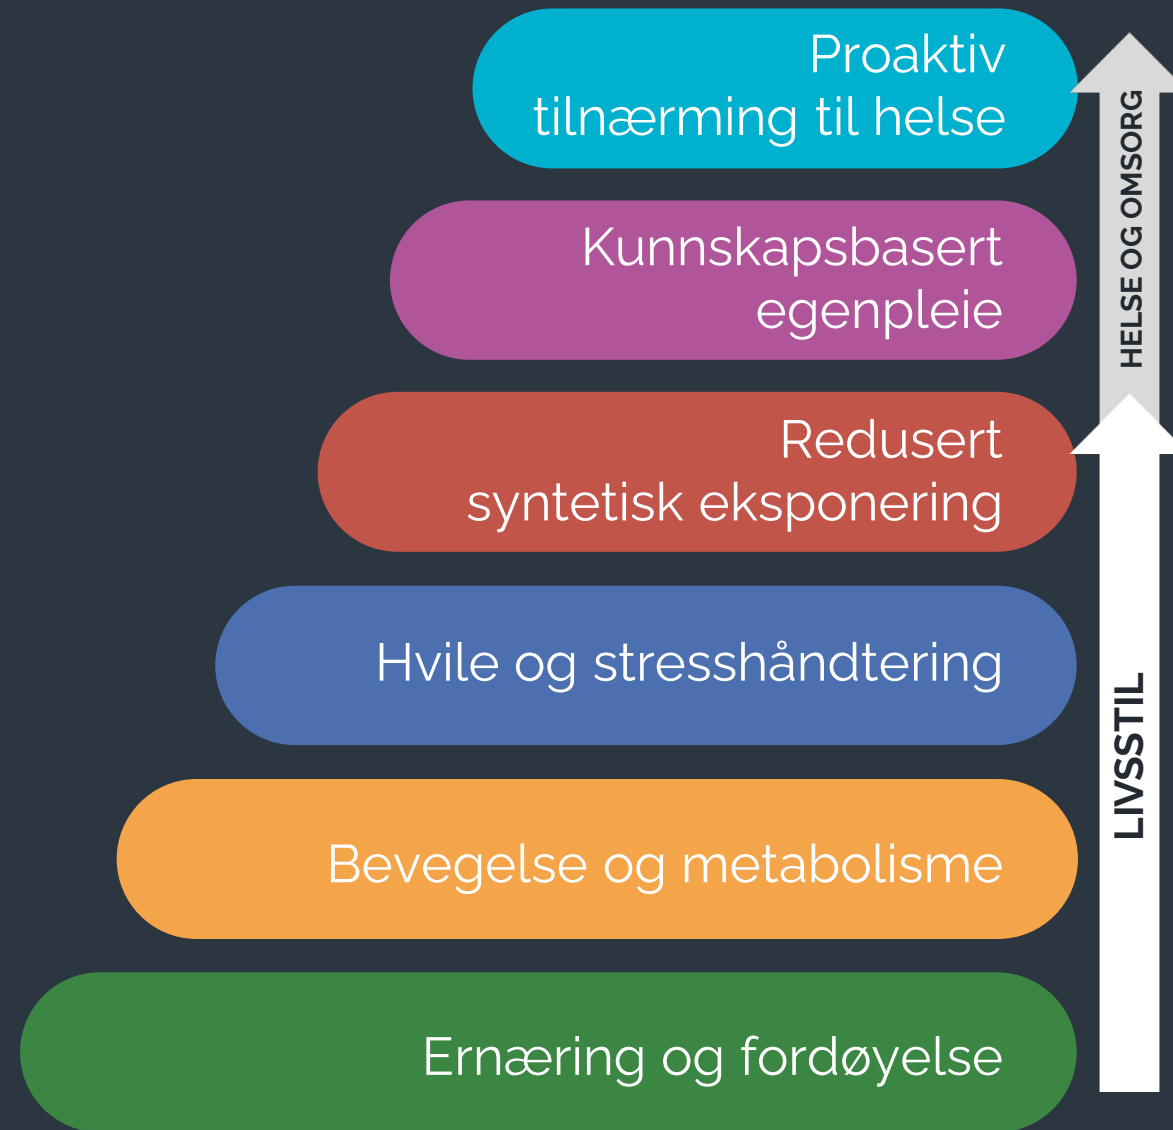 Proaktiv
tilnærming til helse
Kunnskapsbasert
egenpleie
Redusert
syntetisk eksponering
Hvile og stresshåndtering
Bevegelse og metabolisme
Ernæring og fordøyelse
HELSE OG OMSORG
LIVSSTIL